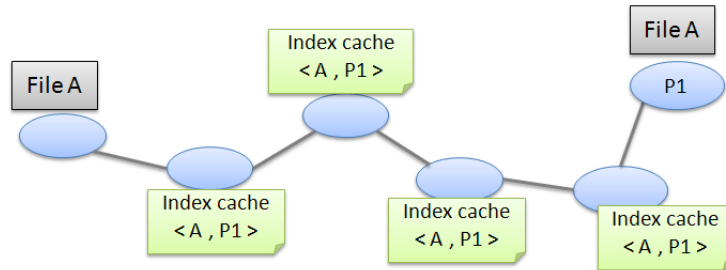 File A
Index cache
< A , P1 >
File A
P1
Index cache
< A , P1 >
Index cache
< A , P1 >
Index cache
< A , P1 >